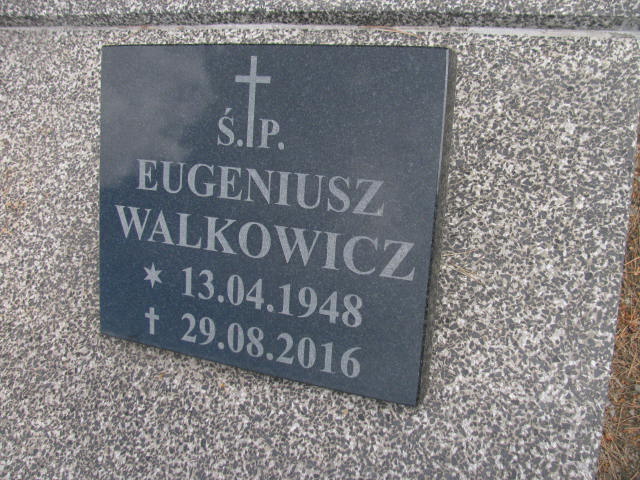 Ś.P.
EUGENIUSZ
WALKOWICZ
* 13.04.1948
✝ 29.08.2016